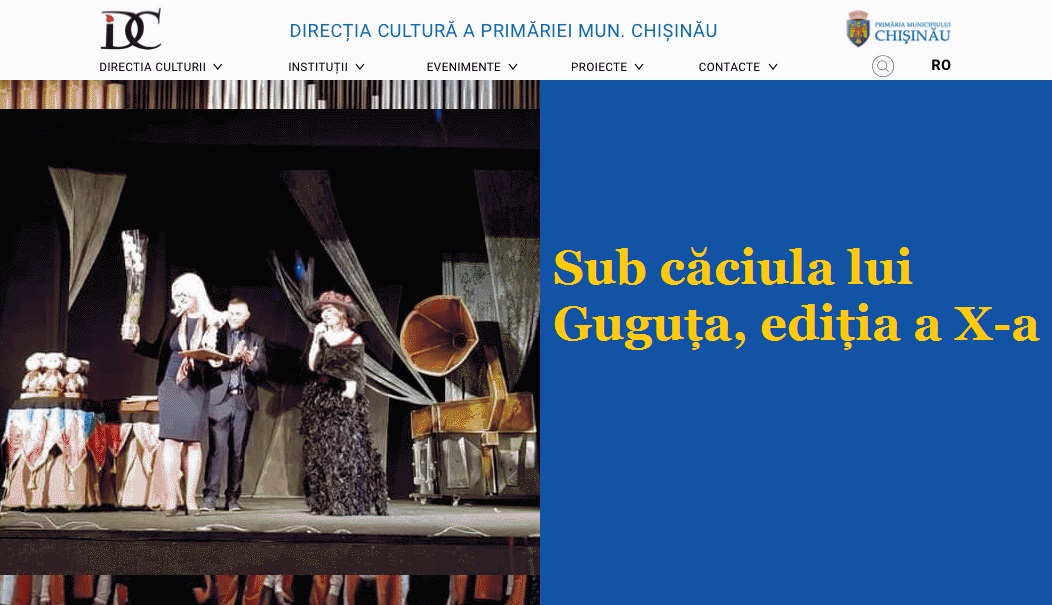 DC
DIRECȚIA CULTURĂ A PRIMĂRIEI MUN. CHIȘINĂU
PRIMĂRIA MUNICIPIULUI
CHIȘINĂU
DIRECTIA CULTURII
INSTITUȚII
EVENIMENTE
PROIECTE
CONTACTE
RO
Sub căciula lui
Guguța, ediția a X-a